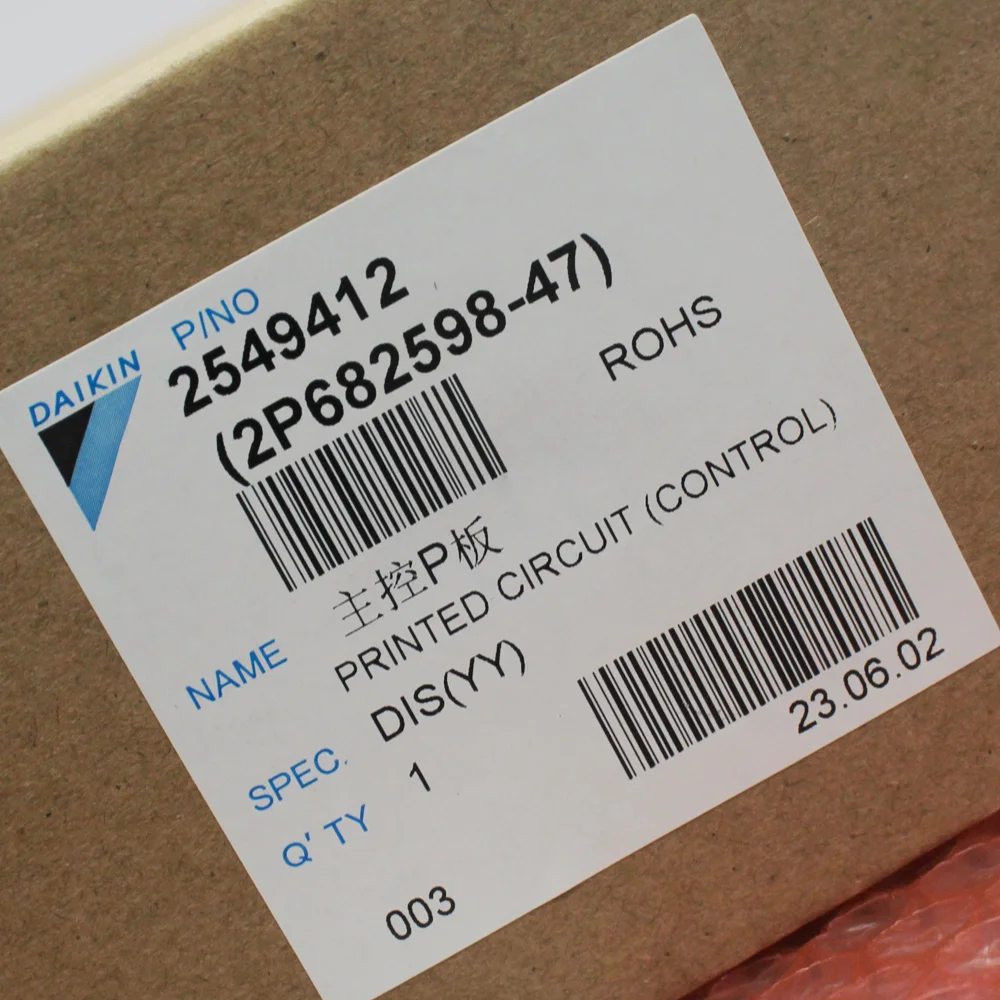 DAIKIN
P/NO
2549412
(2P682598-47)
ROHS
NAME
主控P板
PRINTED CIRCUIT (CONTROL)
SPEC.
DIS(YY)
Q' TY
1
23.06.02
003